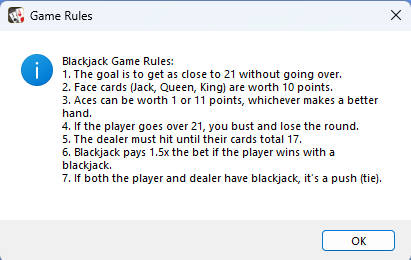 Game Rules
Blackjack Game Rules:
1. The goal is to get as close to 21 without going over.
2. Face cards (Jack, Queen, King) are worth 10 points.
3. Aces can be worth 1 or 11 points, whichever makes a better
hand.
4. If the player goes over 21, you bust and lose the round.
5. The dealer must hit until their cards total 17.
6. Blackjack pays 1.5x the bet if the player wins with a
blackjack.
7. If both the player and dealer have blackjack, it's a push (tie).
OK